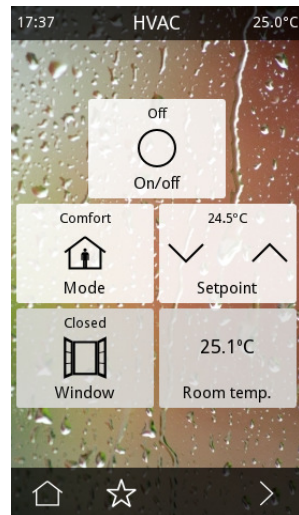 17:37 HVAC 25.0°C
Off
On/off
Comfort
Mode
24.5°C
Setpoint
Closed
Window
25.1°C
Room temp.